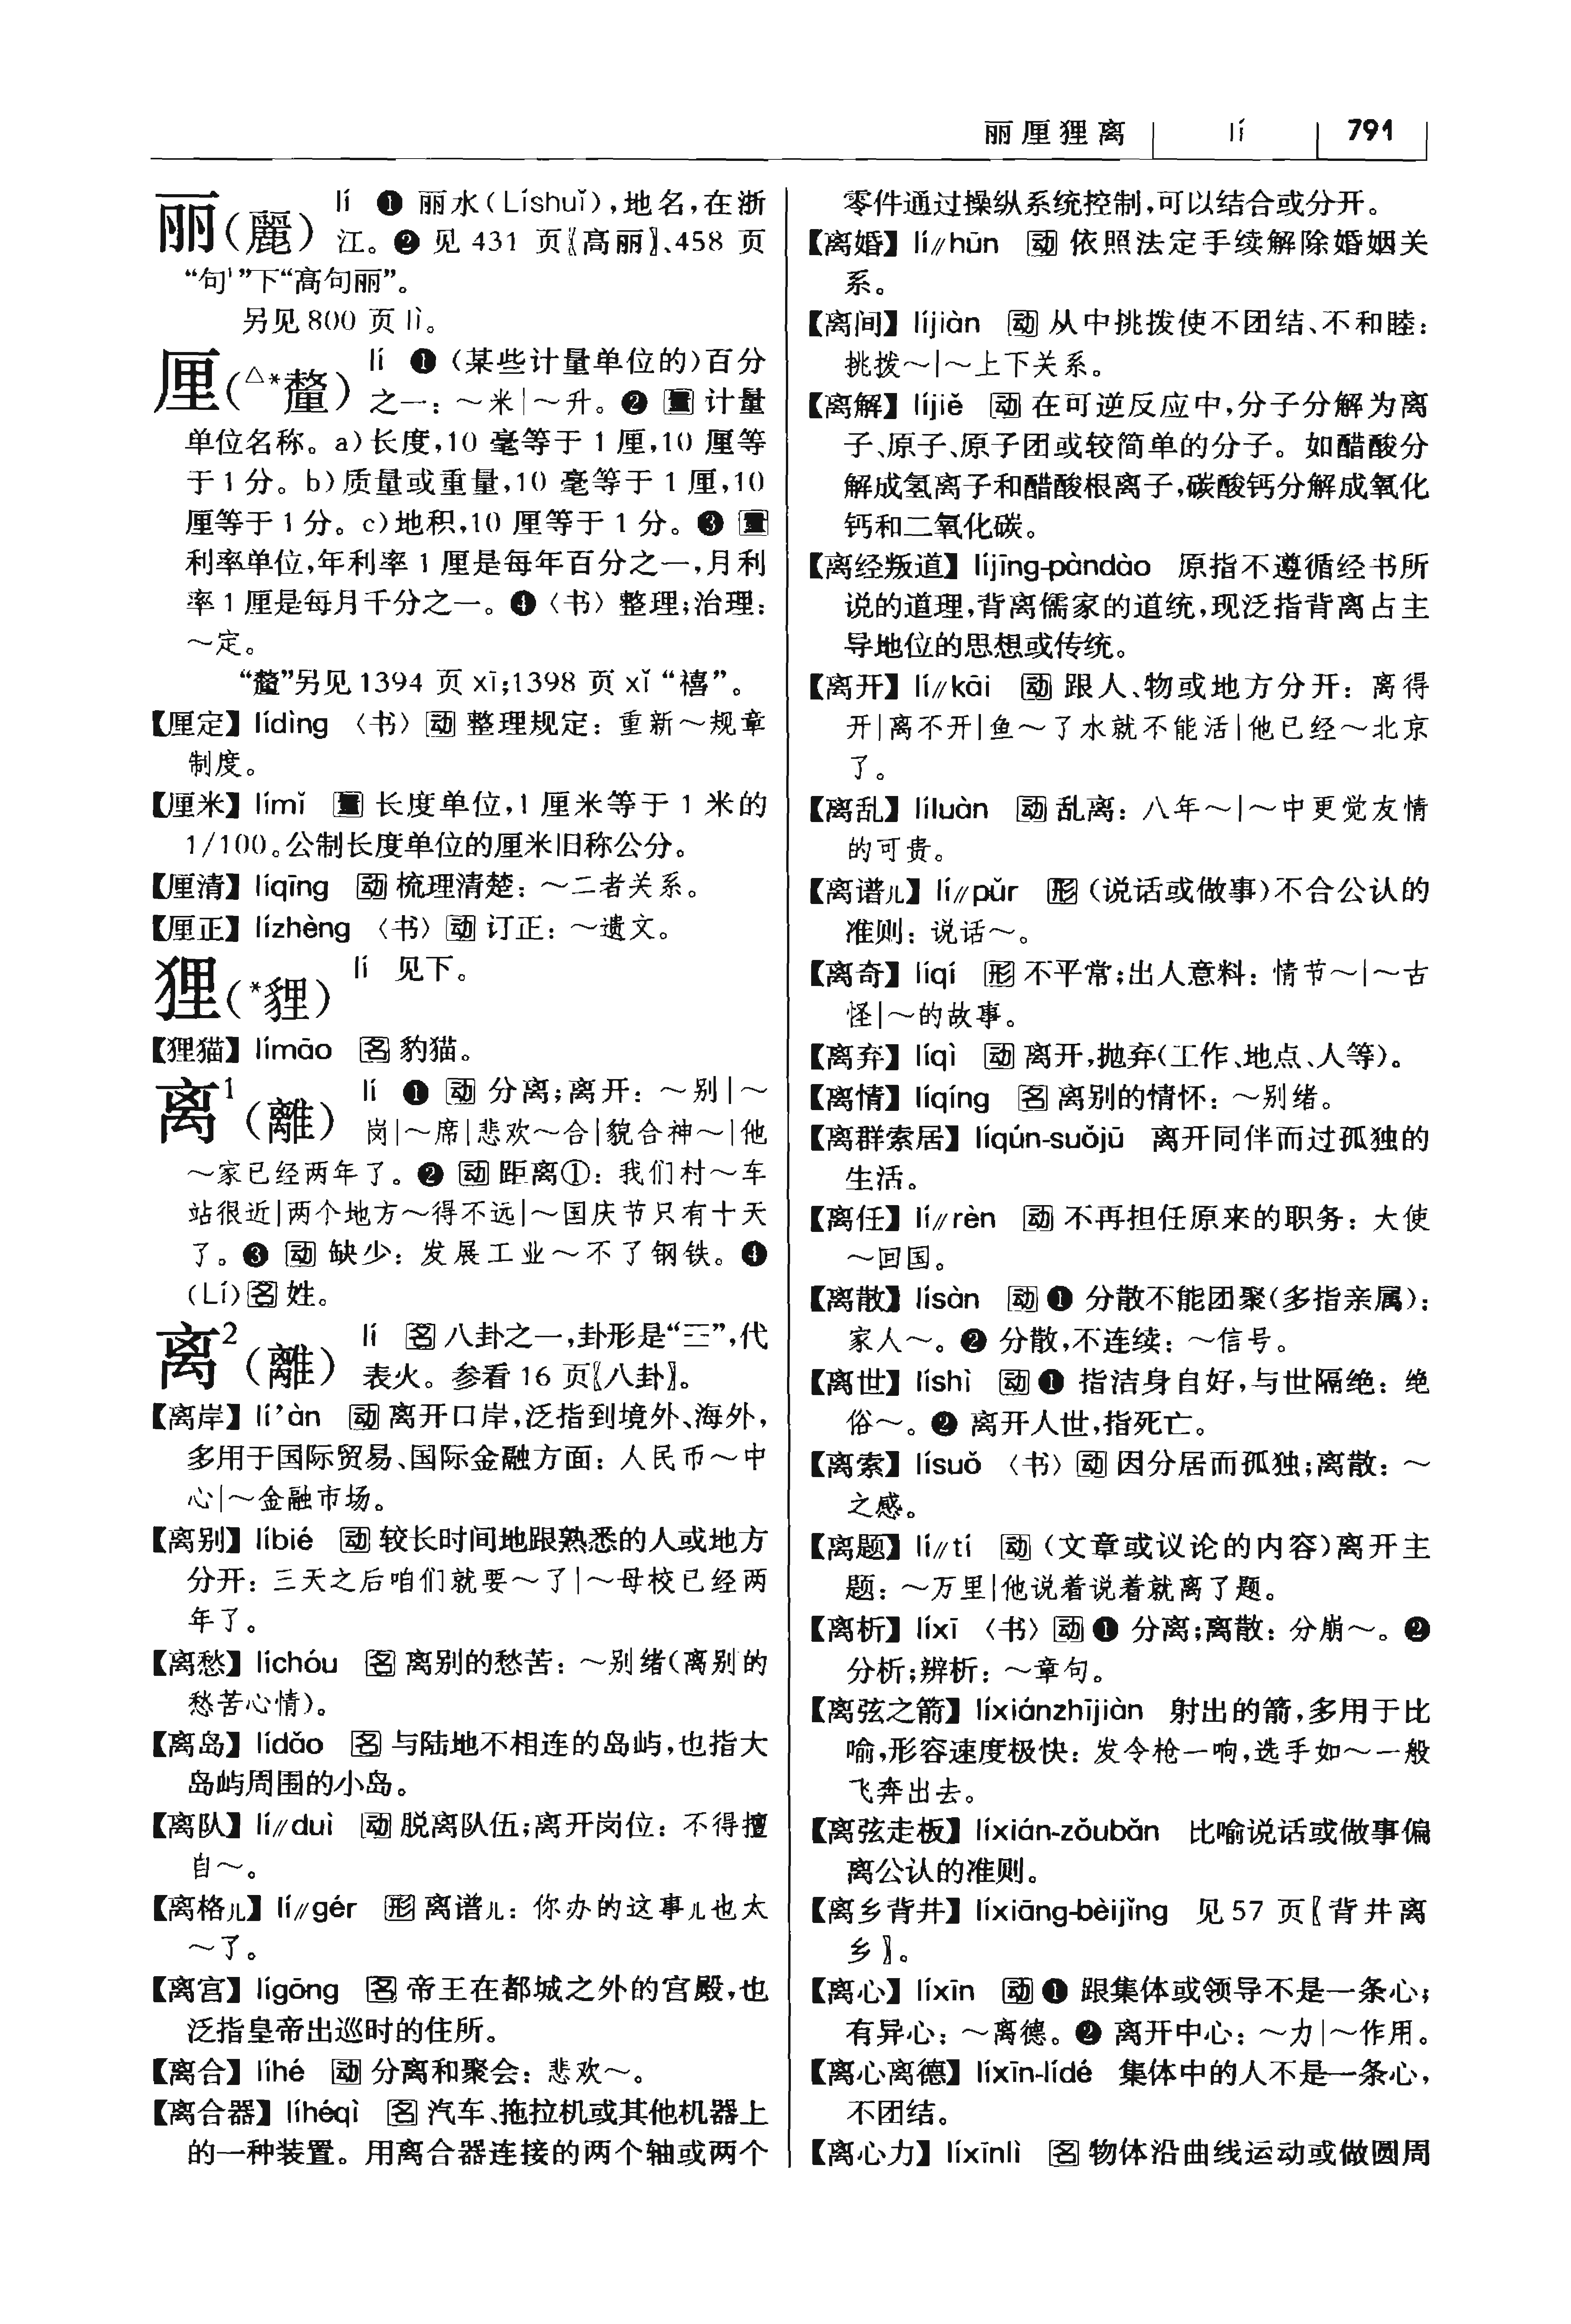 丽厘狸离 lí 791
丽(麗) lí ❶ 丽水(Líshuǐ),地名,在浙
江。❷ 见 431 页〖高丽〗、458 页
“句¹”下“高句丽”。
另见 800 页 lì。
厘(△*釐) lí ❶ (某些计量单位的)百分
之一: ～米|～升。❷ 量 计量
单位名称。a)长度,10 毫等于 1 厘,10 厘等
于 1 分。b)质量或重量,10 毫等于 1 厘,10
厘等于 1 分。c)地积,10 厘等于 1 分。❸ 量
利率单位,年利率 1 厘是每年百分之一,月利
率 1 厘是每月千分之一。❹〈书〉整理;治理:
～定。
“釐”另见 1394 页 xī;1398 页 xǐ “禧”。
【厘定】lídìng 〈书〉动 整理规定: 重新～规章
制度。
【厘米】límǐ 量 长度单位,1 厘米等于 1 米的
1/100。公制长度单位的厘米旧称公分。
【厘清】líqīng 动 梳理清楚: ～二者关系。
【厘正】lízhèng 〈书〉动 订正: ～遗文。
狸(*貍) lí 见下。
【狸猫】límāo 名 豹猫。
离¹(離) lí ❶ 动 分离;离开: ～别|～
岗|～席|悲欢～合|貌合神～|他
～家已经两年了。❷ 动 距离①: 我们村～车
站很近|两个地方～得不远|～国庆节只有十天
了。❸ 动 缺少: 发展工业～不了钢铁。❹
(Lí)名 姓。
离²(離) lí 名 八卦之一,卦形是“☲”,代
表火。参看 16 页〖八卦〗。
【离岸】lí’àn 动 离开口岸,泛指到境外、海外,
多用于国际贸易、国际金融方面: 人民币～中
心|～金融市场。
【离别】líbié 动 较长时间地跟熟悉的人或地方
分开: 三天之后咱们就要～了|～母校已经两
年了。
【离愁】líchóu 名 离别的愁苦: ～别绪(离别的
愁苦心情)。
【离岛】lídǎo 名 与陆地不相连的岛屿,也指大
岛屿周围的小岛。
【离队】lí//duì 动 脱离队伍;离开岗位: 不得擅
自～。
【离格儿】lí//gér 形 离谱儿: 你办的这事儿也太
～了。
【离宫】lígōng 名 帝王在都城之外的宫殿,也
泛指皇帝出巡时的住所。
【离合】líhé 动 分离和聚会: 悲欢～。
【离合器】líhéqì 名 汽车、拖拉机或其他机器上
的一种装置。用离合器连接的两个轴或两个
零件通过操纵系统控制,可以结合或分开。
【离婚】lí//hūn 动 依照法定手续解除婚姻关
系。
【离间】líjiàn 动 从中挑拨使不团结、不和睦:
挑拨～|～上下关系。
【离解】líjiě 动 在可逆反应中,分子分解为离
子、原子、原子团或较简单的分子。如醋酸分
解成氢离子和醋酸根离子,碳酸钙分解成氧化
钙和二氧化碳。
【离经叛道】líjīng-pàndào 原指不遵循经书所
说的道理,背离儒家的道统,现泛指背离占主
导地位的思想或传统。
【离开】lí//kāi 动 跟人、物或地方分开: 离得
开|离不开|鱼～了水就不能活|他已经～北京
了。
【离乱】líluàn 动 乱离: 八年～|～中更觉友情
的可贵。
【离谱儿】lí//pǔr 形 (说话或做事)不合公认的
准则: 说话～。
【离奇】líqí 形 不平常;出人意料: 情节～|～古
怪|～的故事。
【离弃】líqì 动 离开,抛弃(工作、地点、人等)。
【离情】líqíng 名 离别的情怀: ～别绪。
【离群索居】líqún-suǒjū 离开同伴而过孤独的
生活。
【离任】lí//rèn 动 不再担任原来的职务: 大使
～回国。
【离散】lísàn 动 ❶ 分散不能团聚(多指亲属):
家人～。❷ 分散,不连续: ～信号。
【离世】líshì 动 ❶ 指洁身自好,与世隔绝: 绝
俗～。❷ 离开人世,指死亡。
【离索】lísuǒ 〈书〉动 因分居而孤独;离散: ～
之感。
【离题】lí//tí 动 (文章或议论的内容)离开主
题: ～万里|他说着说着就离了题。
【离析】líxī 〈书〉动 ❶ 分离;离散: 分崩～。❷
分析;辨析: ～章句。
【离弦之箭】líxiánzhījiàn 射出的箭,多用于比
喻,形容速度极快: 发令枪一响,选手如～一般
飞奔出去。
【离弦走板】líxián-zǒubǎn 比喻说话或做事偏
离公认的准则。
【离乡背井】líxiāng-bèijǐng 见 57 页〖背井离
乡〗。
【离心】líxīn 动 ❶ 跟集体或领导不是一条心;
有异心: ～离德。❷ 离开中心: ～力|～作用。
【离心离德】líxīn-lídé 集体中的人不是一条心,
不团结。
【离心力】líxīnlì 名 物体沿曲线运动或做圆周